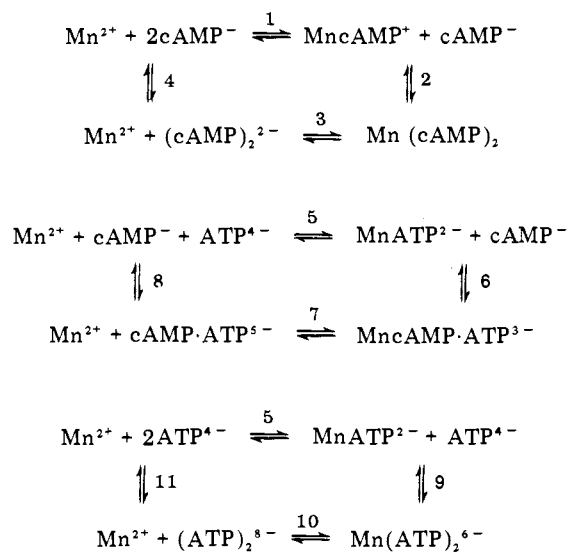 1
Mn²⁺ + 2cAMP⁻ ⇌ MncAMP⁺ + cAMP⁻
⇅ 4 ⇅ 2
3
Mn²⁺ + (cAMP)₂²⁻ ⇌ Mn (cAMP)₂
5
Mn²⁺ + cAMP⁻ + ATP⁴⁻ ⇌ MnATP²⁻ + cAMP⁻
⇅ 8 ⇅ 6
7
Mn²⁺ + cAMP·ATP⁵⁻ ⇌ MncAMP·ATP³⁻
5
Mn²⁺ + 2ATP⁴⁻ ⇌ MnATP²⁻ + ATP⁴⁻
⇅ 11 ⇅ 9
10
Mn²⁺ + (ATP)₂⁸⁻ ⇌ Mn(ATP)₂⁶⁻